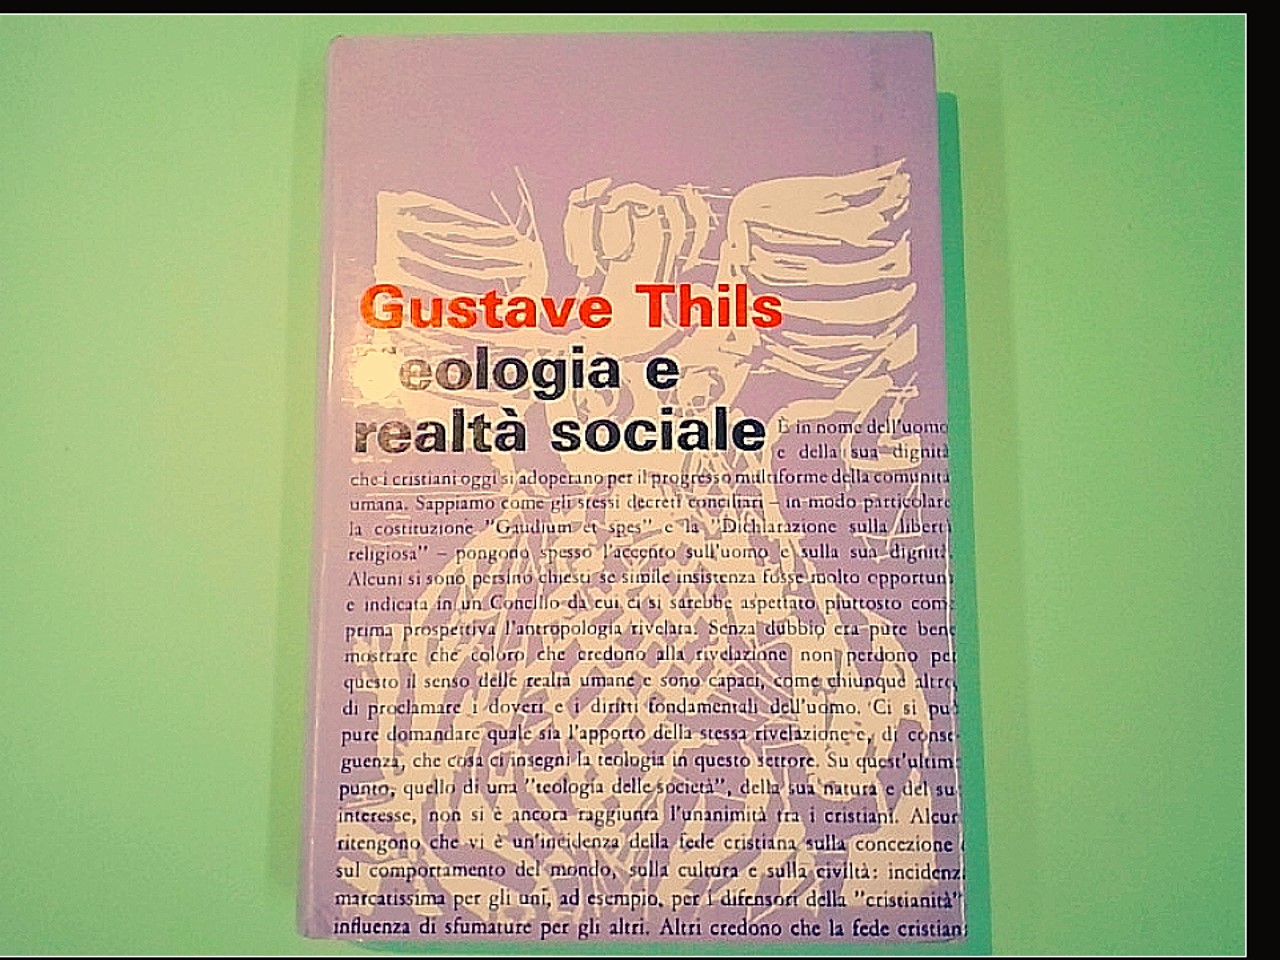 Gustave Thils
Teologia e
realtà sociale
È in nome dell'uomo
e della sua dignità
che i cristiani oggi si adoperano per il progresso multiforme della comunità
umana. Sappiamo come gli stessi decreti conciliari – in modo particolare
la costituzione "Gaudium et spes" e la "Dichiarazione sulla libertà
religiosa" – pongono spesso l'accento sull'uomo e sulla sua dignità.
Alcuni si sono persino chiesti se simile insistenza fosse molto opportuna
e indicata in un Concilio da cui ci si sarebbe aspettato piuttosto come
prima prospettiva l'antropologia rivelata. Senza dubbio era pure bene
mostrare che coloro che credono alla rivelazione non perdono per
questo il senso delle realtà umane e sono capaci, come chiunque altro,
di proclamare i doveri e i diritti fondamentali dell'uomo. Ci si può
pure domandare quale sia l'apporto della stessa rivelazione e, di conse-
guenza, che cosa ci insegni la teologia in questo settore. Su quest'ultimo
punto, quello di una "teologia delle società", della sua natura e del su
interesse, non si è ancora raggiunta l'unanimità tra i cristiani. Alcun
ritengono che vi è un'incidenza della fede cristiana sulla concezione
sul comportamento del mondo, sulla cultura e sulla civiltà: incidenz
marcatissima per gli uni, ad esempio, per i difensori della "cristianità"
influenza di sfumature per gli altri. Altri credono che la fede cristian